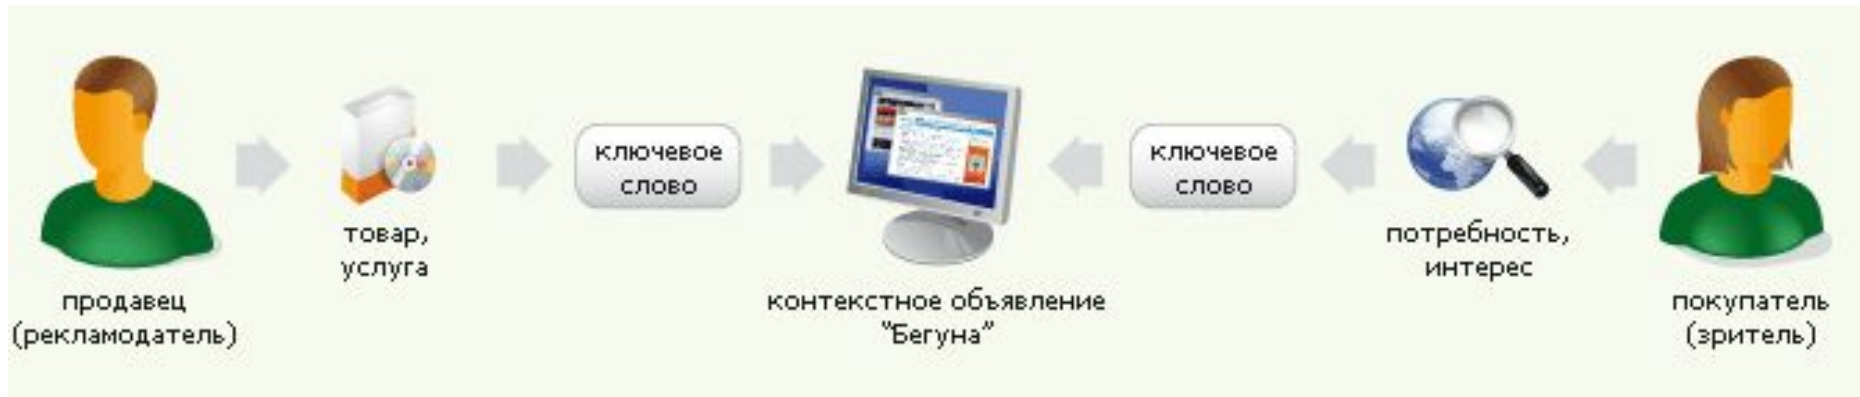 продавец
(рекламодатель)
товар,
услуга
ключевое
слово
контекстное объявление
"Бегуна"
ключевое
слово
потребность,
интерес
покупатель
(зритель)